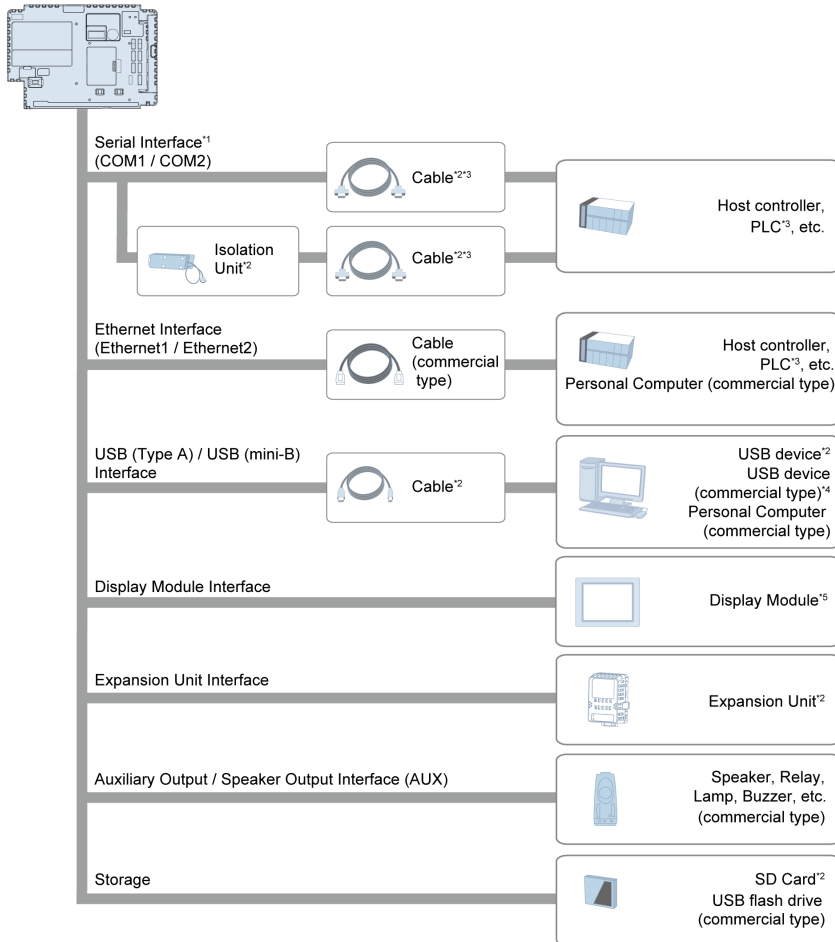 Serial Interface*1
(COM1 / COM2)
Cable*2*3
Host controller,
PLC*3, etc.
Isolation
Unit*2
Cable*2*3
Ethernet Interface
(Ethernet1 / Ethernet2)
Cable
(commercial
type)
Host controller,
PLC*3, etc.
Personal Computer (commercial type)
USB (Type A) / USB (mini-B)
Interface
Cable*2
USB device*2
USB device
(commercial type)*4
Personal Computer
(commercial type)
Display Module Interface
Display Module*5
Expansion Unit Interface
Expansion Unit*2
Auxiliary Output / Speaker Output Interface (AUX)
Speaker, Relay,
Lamp, Buzzer, etc.
(commercial type)
Storage
SD Card*2
USB flash drive
(commercial type)